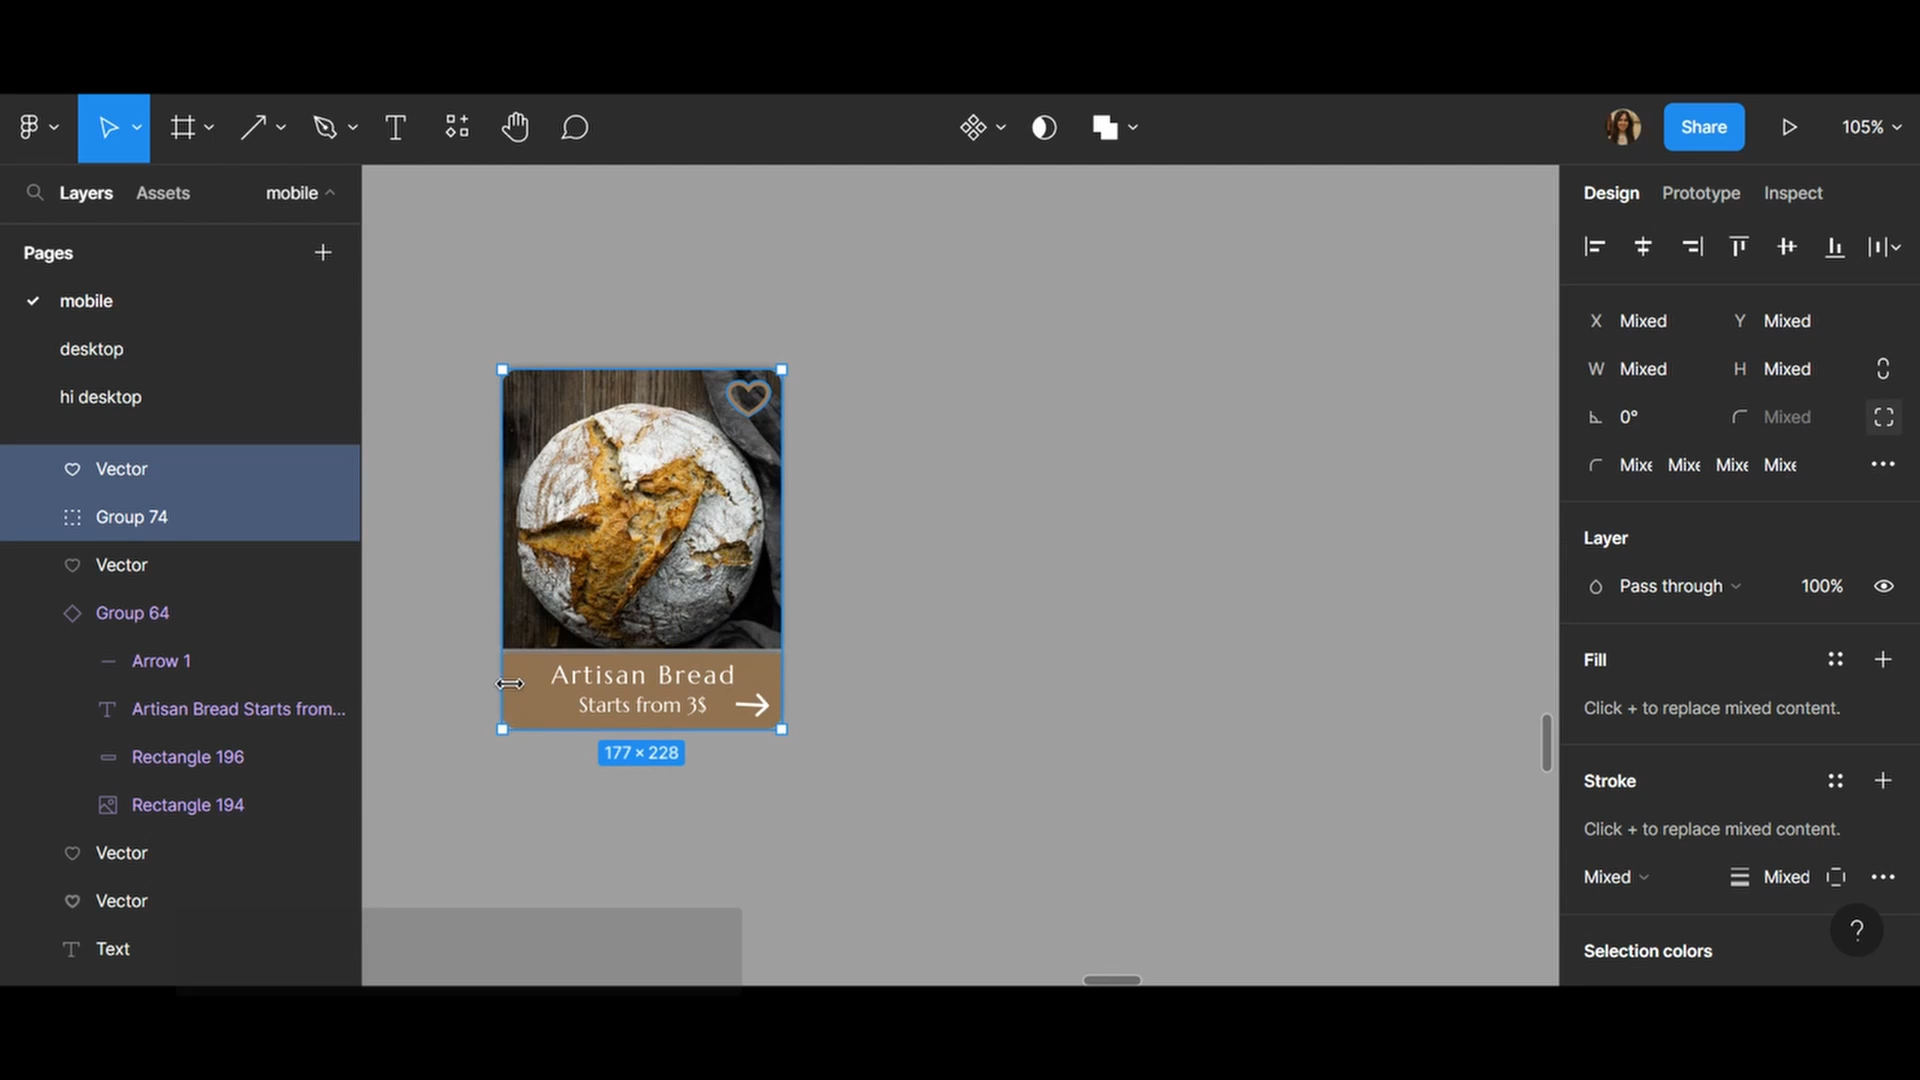 Share
105%
Layers
Assets
mobile
Pages
mobile
desktop
hi desktop
Vector
Group 74
Vector
Group 64
Arrow 1
Artisan Bread Starts from...
Rectangle 196
Rectangle 194
Vector
Vector
Text
Artisan Bread
Starts from 3$
177 × 228
Design
Prototype
Inspect
X Mixed
Y Mixed
W Mixed
H Mixed
0°
Mixed
Mixe Mixe Mixe Mixe
Layer
Pass through
100%
Fill
Click + to replace mixed content.
Stroke
Click + to replace mixed content.
Mixed
Mixed
?
Selection colors